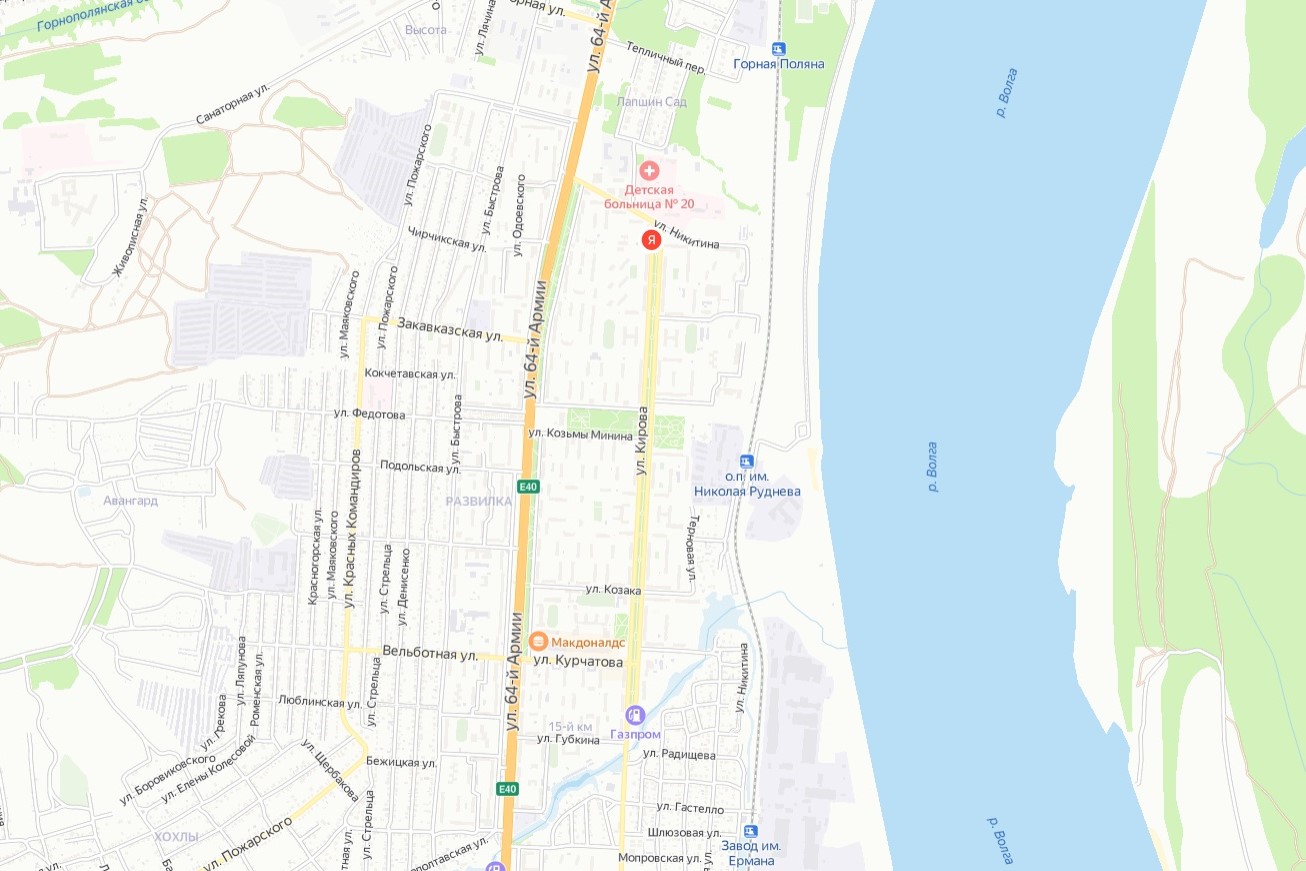 Горнополянская
Высота
ул. Лячина
ул. 64-й А
Тепличный пер.
Горная Поляна
р. Волга
Санаторная ул.
Лапшин Сад
ул. Пожарского
Детская
больница № 20
ул. Быстрова
ул. Одоевского
Живописная ул.
Чирчикская ул.
ул. Никитина
Я
ул. Маяковского
ул. Пожарского
ул. 64-й Армии
Закавказская ул.
Кокчетавская ул.
ул. Федотова
ул. Быстрова
ул. Козьмы Минина
ул. Кирова
р. Волга
Подольская ул.
о.п. им.
Николая Руднева
E40
РАЗВИЛКА
Авангард
Красногорская ул.
ул. Маяковского
ул. Красных Командиров
ул. Стрельца
ул. Денисенко
Терновая ул.
ул. Козака
ул. 64-й Армии
Макдоналдс
Вельботная ул.
ул. Курчатова
ул. Ляпунова
Роменская ул.
ул. Стрельца
ул. Никитина
Люблинская ул.
ул. Грекова
15-й км
Газпром
ул. Губкина
ул. Радищева
ул. Боровиковского
ул. Елены Колесовой
ул. Щербакова
Бежицкая ул.
E40
ул. Гастello
ул. Стрельца
ХОХЛЫ
ул. Пожарского
Шлюзовая ул.
Завод им.
Ермана
Мопровская ул.
р. Волга